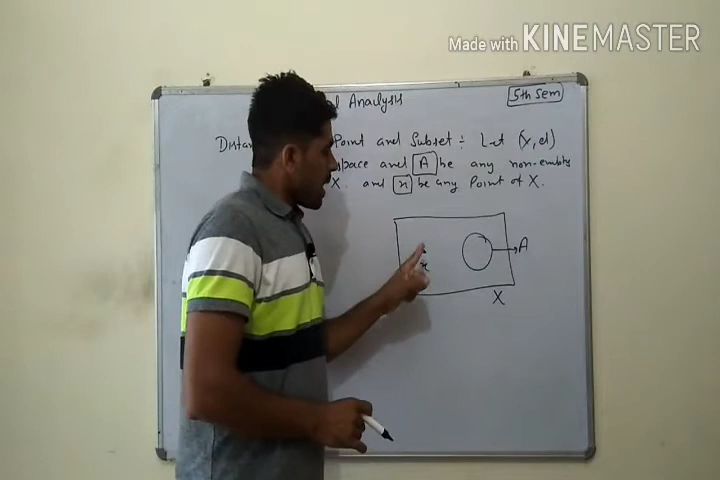 Made with KINEMASTER
Analysis
5th Sem
Point and Subset ÷ Let (X, d)
space and A be any non-empty
X. and x be any Point of X.
A
x
X